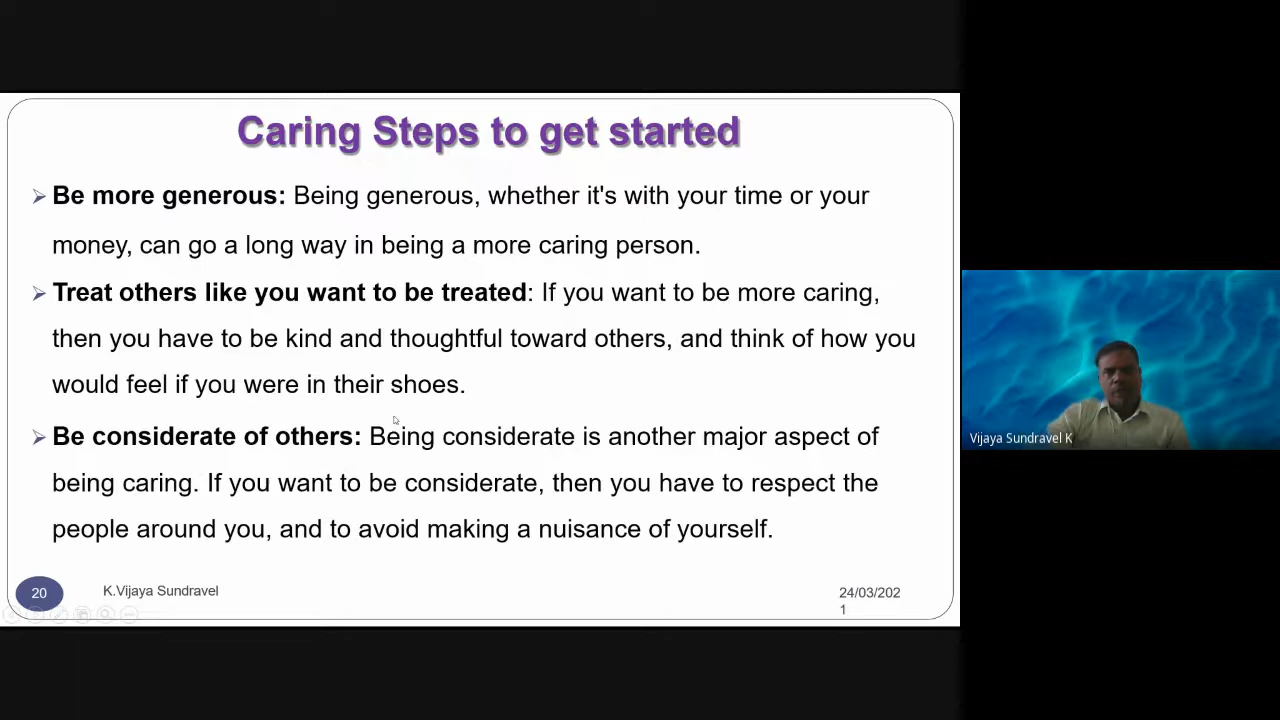 Caring Steps to get started
Be more generous: Being generous, whether it's with your time or your
money, can go a long way in being a more caring person.
Treat others like you want to be treated: If you want to be more caring,
then you have to be kind and thoughtful toward others, and think of how you
would feel if you were in their shoes.
Be considerate of others: Being considerate is another major aspect of
being caring. If you want to be considerate, then you have to respect the
people around you, and to avoid making a nuisance of yourself.
20
K.Vijaya Sundravel
24/03/202
1
Vijaya Sundravel K